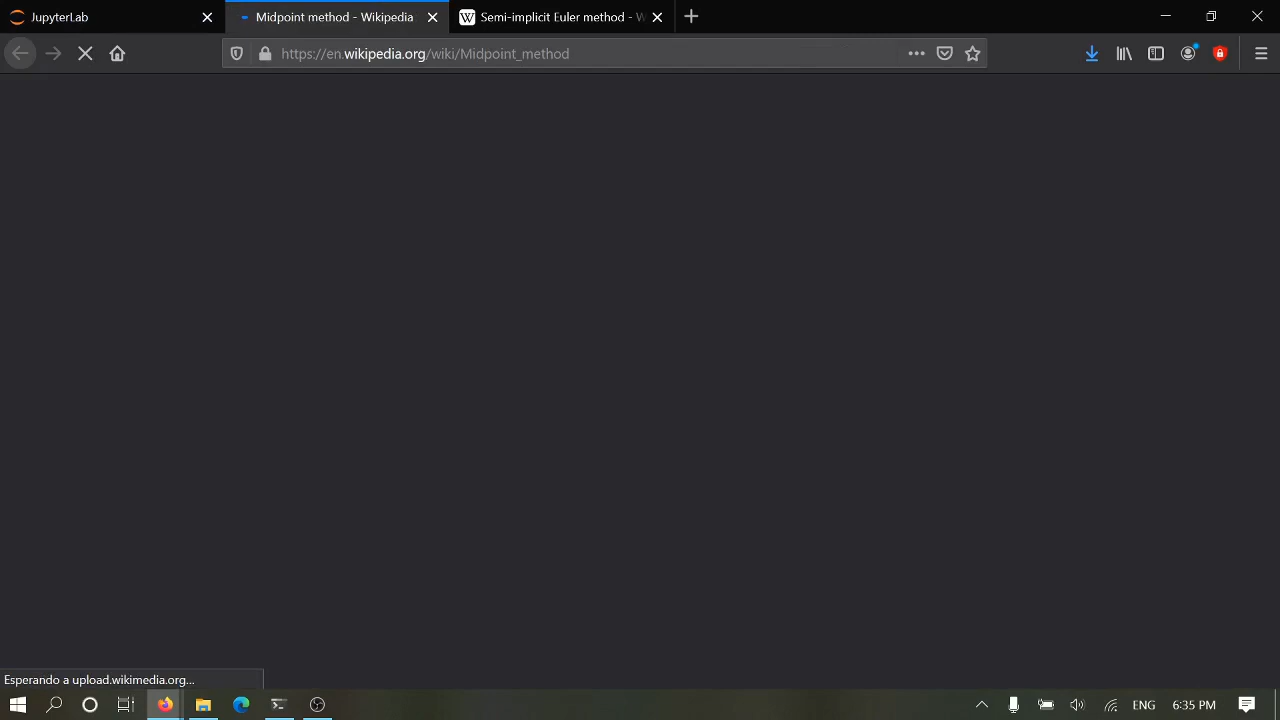 JupyterLab
Midpoint method - Wikipedia
Semi-implicit Euler method - W
https://en.wikipedia.org/wiki/Midpoint_method
Esperando a upload.wikimedia.org...
ENG
6:35 PM